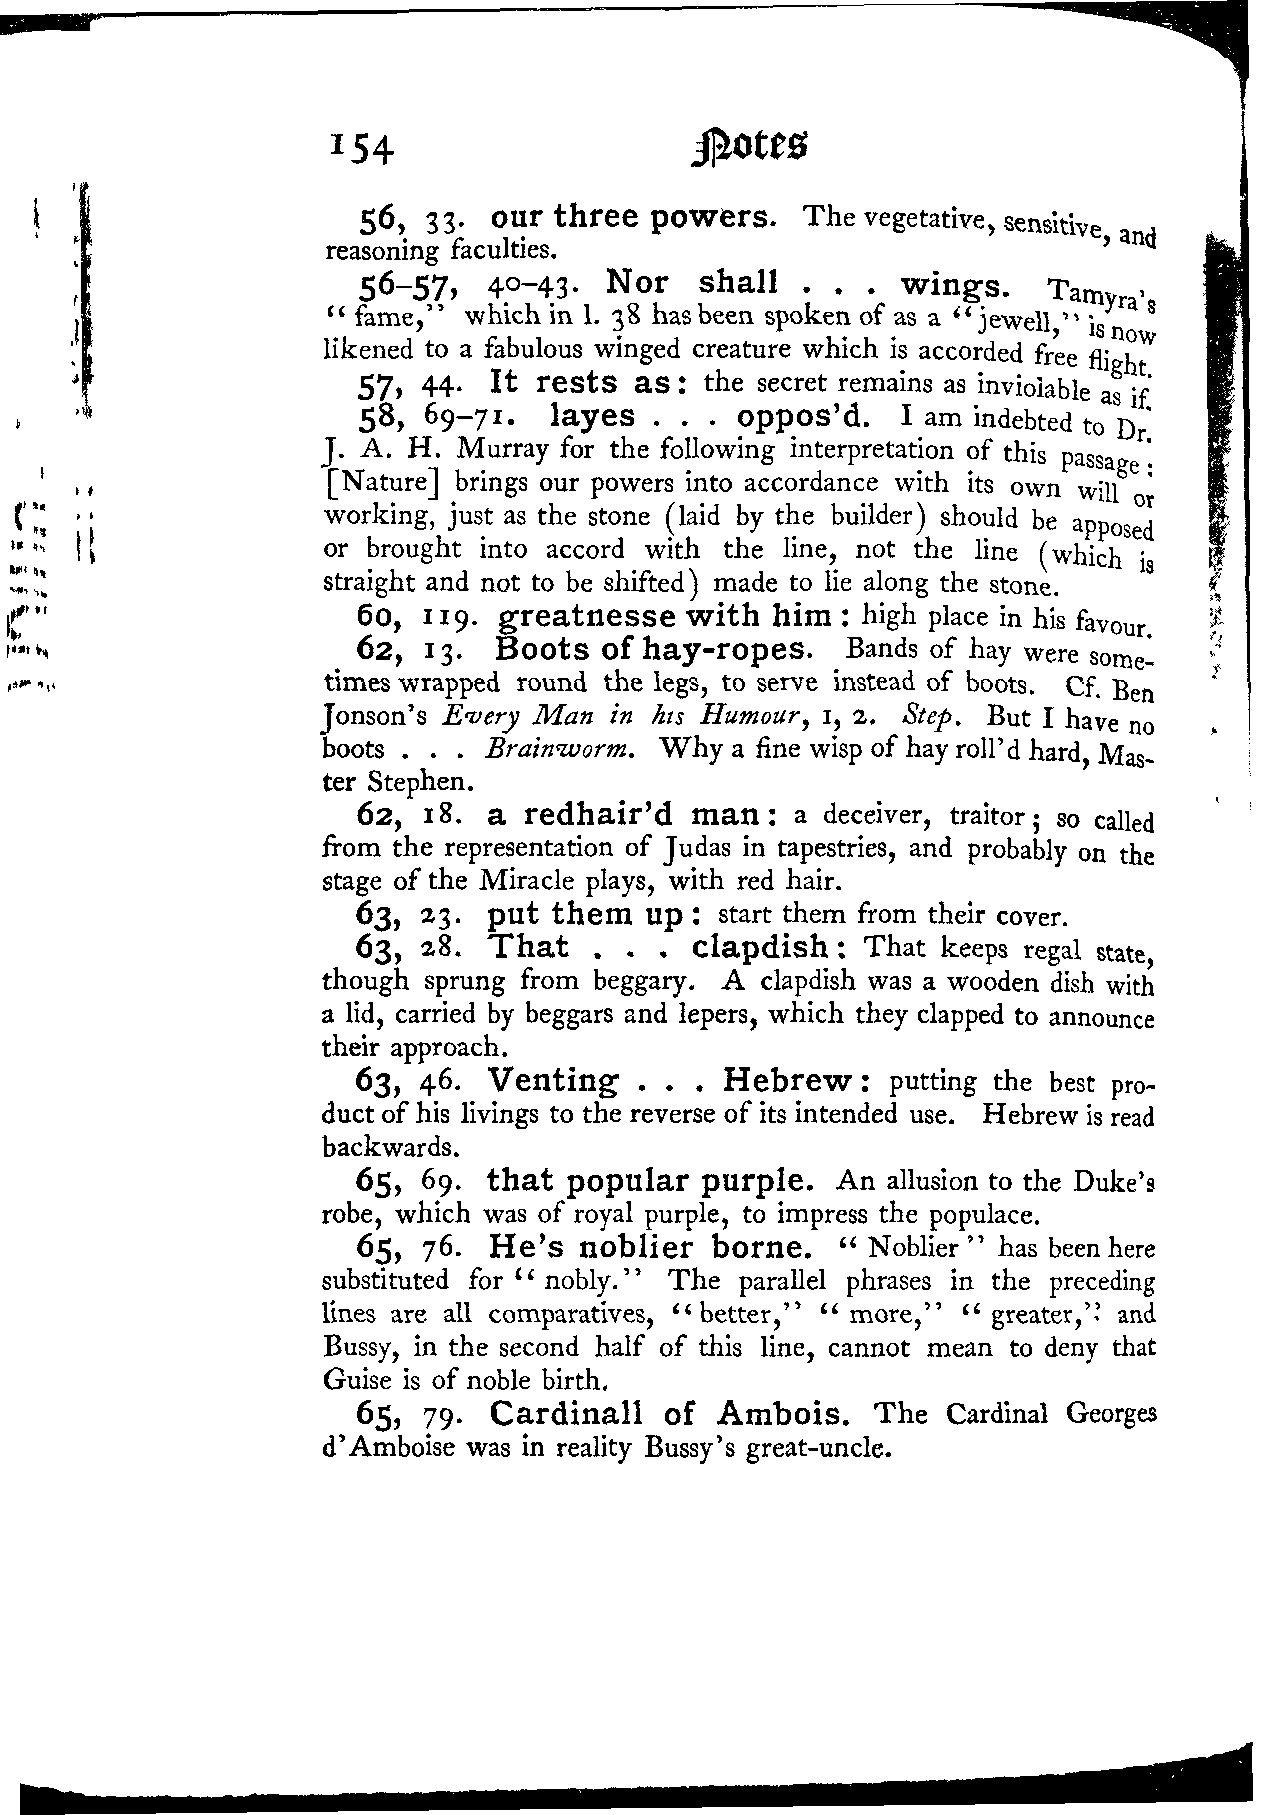 154 Notes
56, 33. our three powers. The vegetative, sensitive, and
reasoning faculties.
56–57, 40–43. Nor shall . . . wings. Tamyra's
"fame," which in l. 38 has been spoken of as a "jewell," is now
likened to a fabulous winged creature which is accorded free flight.
57, 44. It rests as: the secret remains as inviolable as if.
58, 69–71. layes . . . oppos'd. I am indebted to Dr.
J. A. H. Murray for the following interpretation of this passage:
[Nature] brings our powers into accordance with its own will or
working, just as the stone (laid by the builder) should be apposed
or brought into accord with the line, not the line (which is
straight and not to be shifted) made to lie along the stone.
60, 119. greatnesse with him: high place in his favour.
62, 13. Boots of hay-ropes. Bands of hay were some-
times wrapped round the legs, to serve instead of boots. Cf. Ben
Jonson's Every Man in his Humour, 1, 2. Step. But I have no
boots . . . Brainworm. Why a fine wisp of hay roll'd hard, Mas-
ter Stephen.
62, 18. a redhair'd man: a deceiver, traitor; so called
from the representation of Judas in tapestries, and probably on the
stage of the Miracle plays, with red hair.
63, 23. put them up: start them from their cover.
63, 28. That . . . clapdish: That keeps regal state,
though sprung from beggary. A clapdish was a wooden dish with
a lid, carried by beggars and lepers, which they clapped to announce
their approach.
63, 46. Venting . . . Hebrew: putting the best pro-
duct of his livings to the reverse of its intended use. Hebrew is read
backwards.
65, 69. that popular purple. An allusion to the Duke's
robe, which was of royal purple, to impress the populace.
65, 76. He's noblier borne. "Noblier" has been here
substituted for "nobly." The parallel phrases in the preceding
lines are all comparatives, "better," "more," "greater," and
Bussy, in the second half of this line, cannot mean to deny that
Guise is of noble birth.
65, 79. Cardinall of Ambois. The Cardinal Georges
d'Amboise was in reality Bussy's great-uncle.